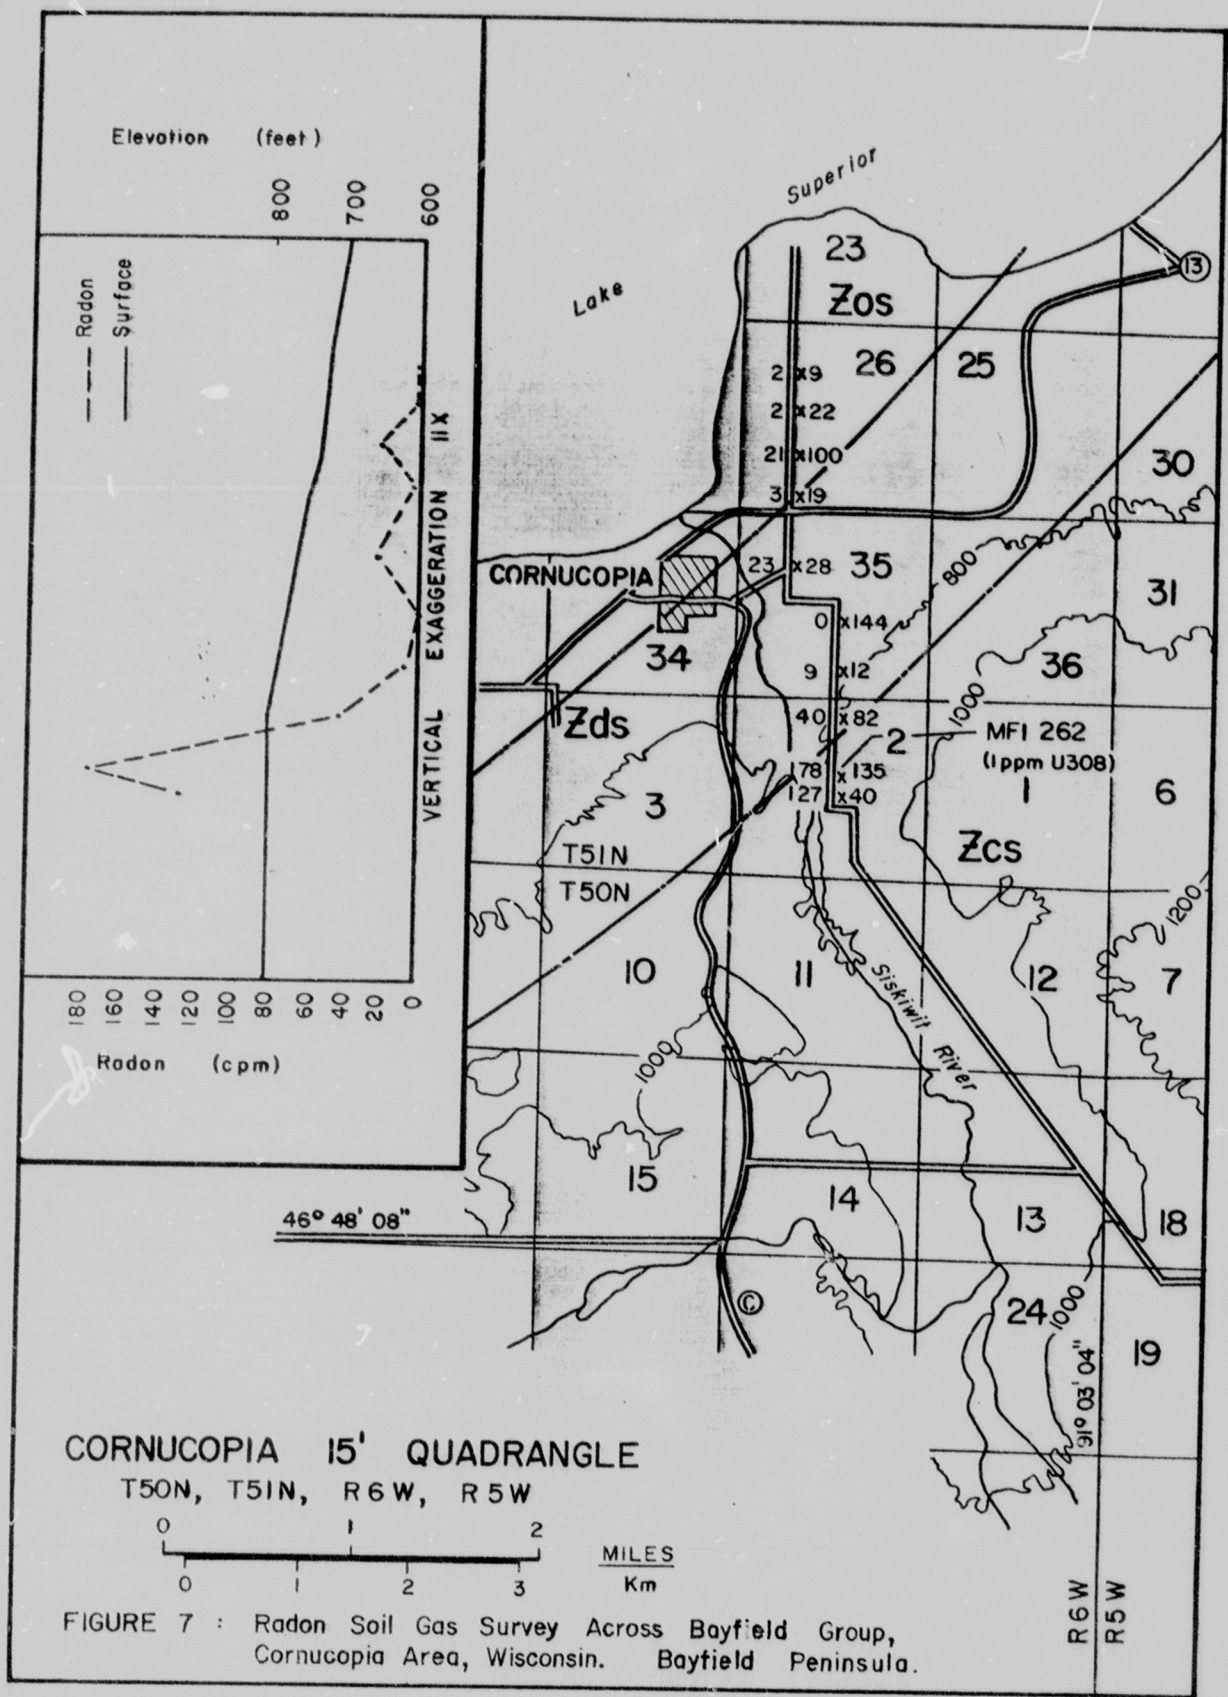 Elevation (feet)
800
700
600
Radon
Surface
VERTICAL EXAGGERATION 11X
180
160
140
120
100
80
60
40
20
0
Radon (cpm)
Lake Superior
13
23
Zos
26
25
2 x9
2 x22
21 x100
3 x19
30
CORNUCOPIA
23 x28
35
800
31
0 x144
34
9 x12
36
1000
Zds
40 x82
2
MFI 262
(1ppm U308)
178 x135
127 x40
3
1
6
Zcs
T51N
T50N
1200
10
11
Siskiwit River
12
7
1000
15
14
13
18
46° 48' 08"
C
24
1000
19
91° 03' 04"
CORNUCOPIA 15' QUADRANGLE
T50N, T51N, R6W, R5W
0 1 2
MILES
0 1 2 3 Km
R6W
R5W
FIGURE 7 : Radon Soil Gas Survey Across Bayfield Group,
Cornucopia Area, Wisconsin. Bayfield Peninsula.